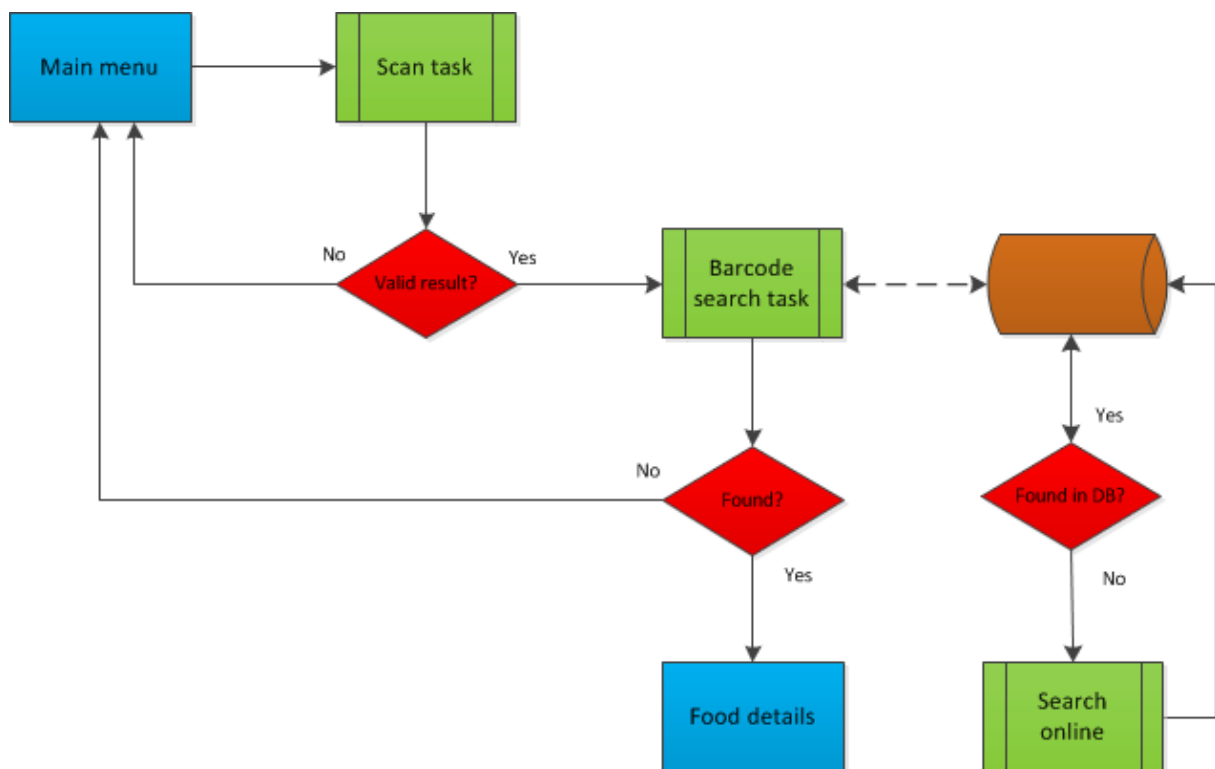 Main menu
Scan task
No
Yes
Valid result?
Barcode
search task
Yes
No
Found?
Found in DB?
Yes
No
Food details
Search
online